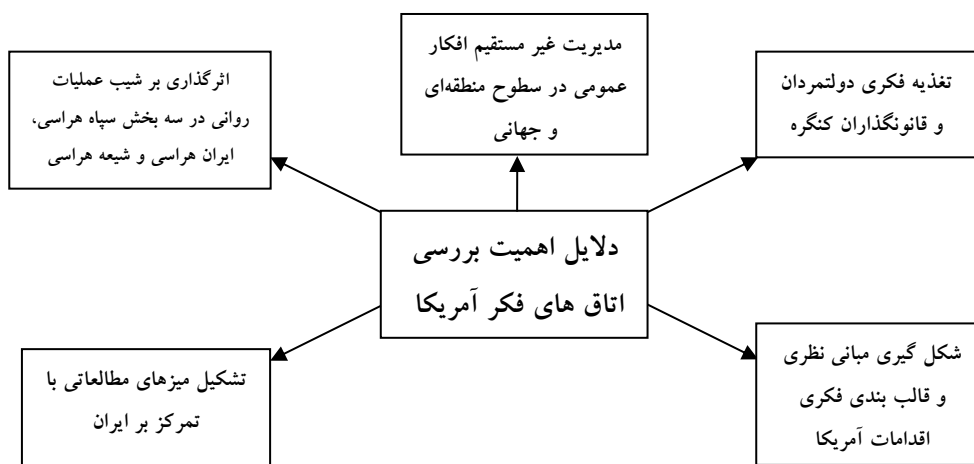 مدیریت غیر مستقیم افکار
عمومی در سطوح منطقه‌ای
و جهانی
تغذیه فکری دولتمردان
و قانونگذاران کنگره
اثرگذاری بر شیب عملیات
روانی در سه بخش سپاه هراسی،
ایران هراسی و شیعه هراسی
دلایل اهمیت بررسی
اتاق های فکر آمریکا
شکل گیری مبانی نظری
و قالب بندی فکری
اقدامات آمریکا
تشکیل میزهای مطالعاتی با
تمرکز بر ایران